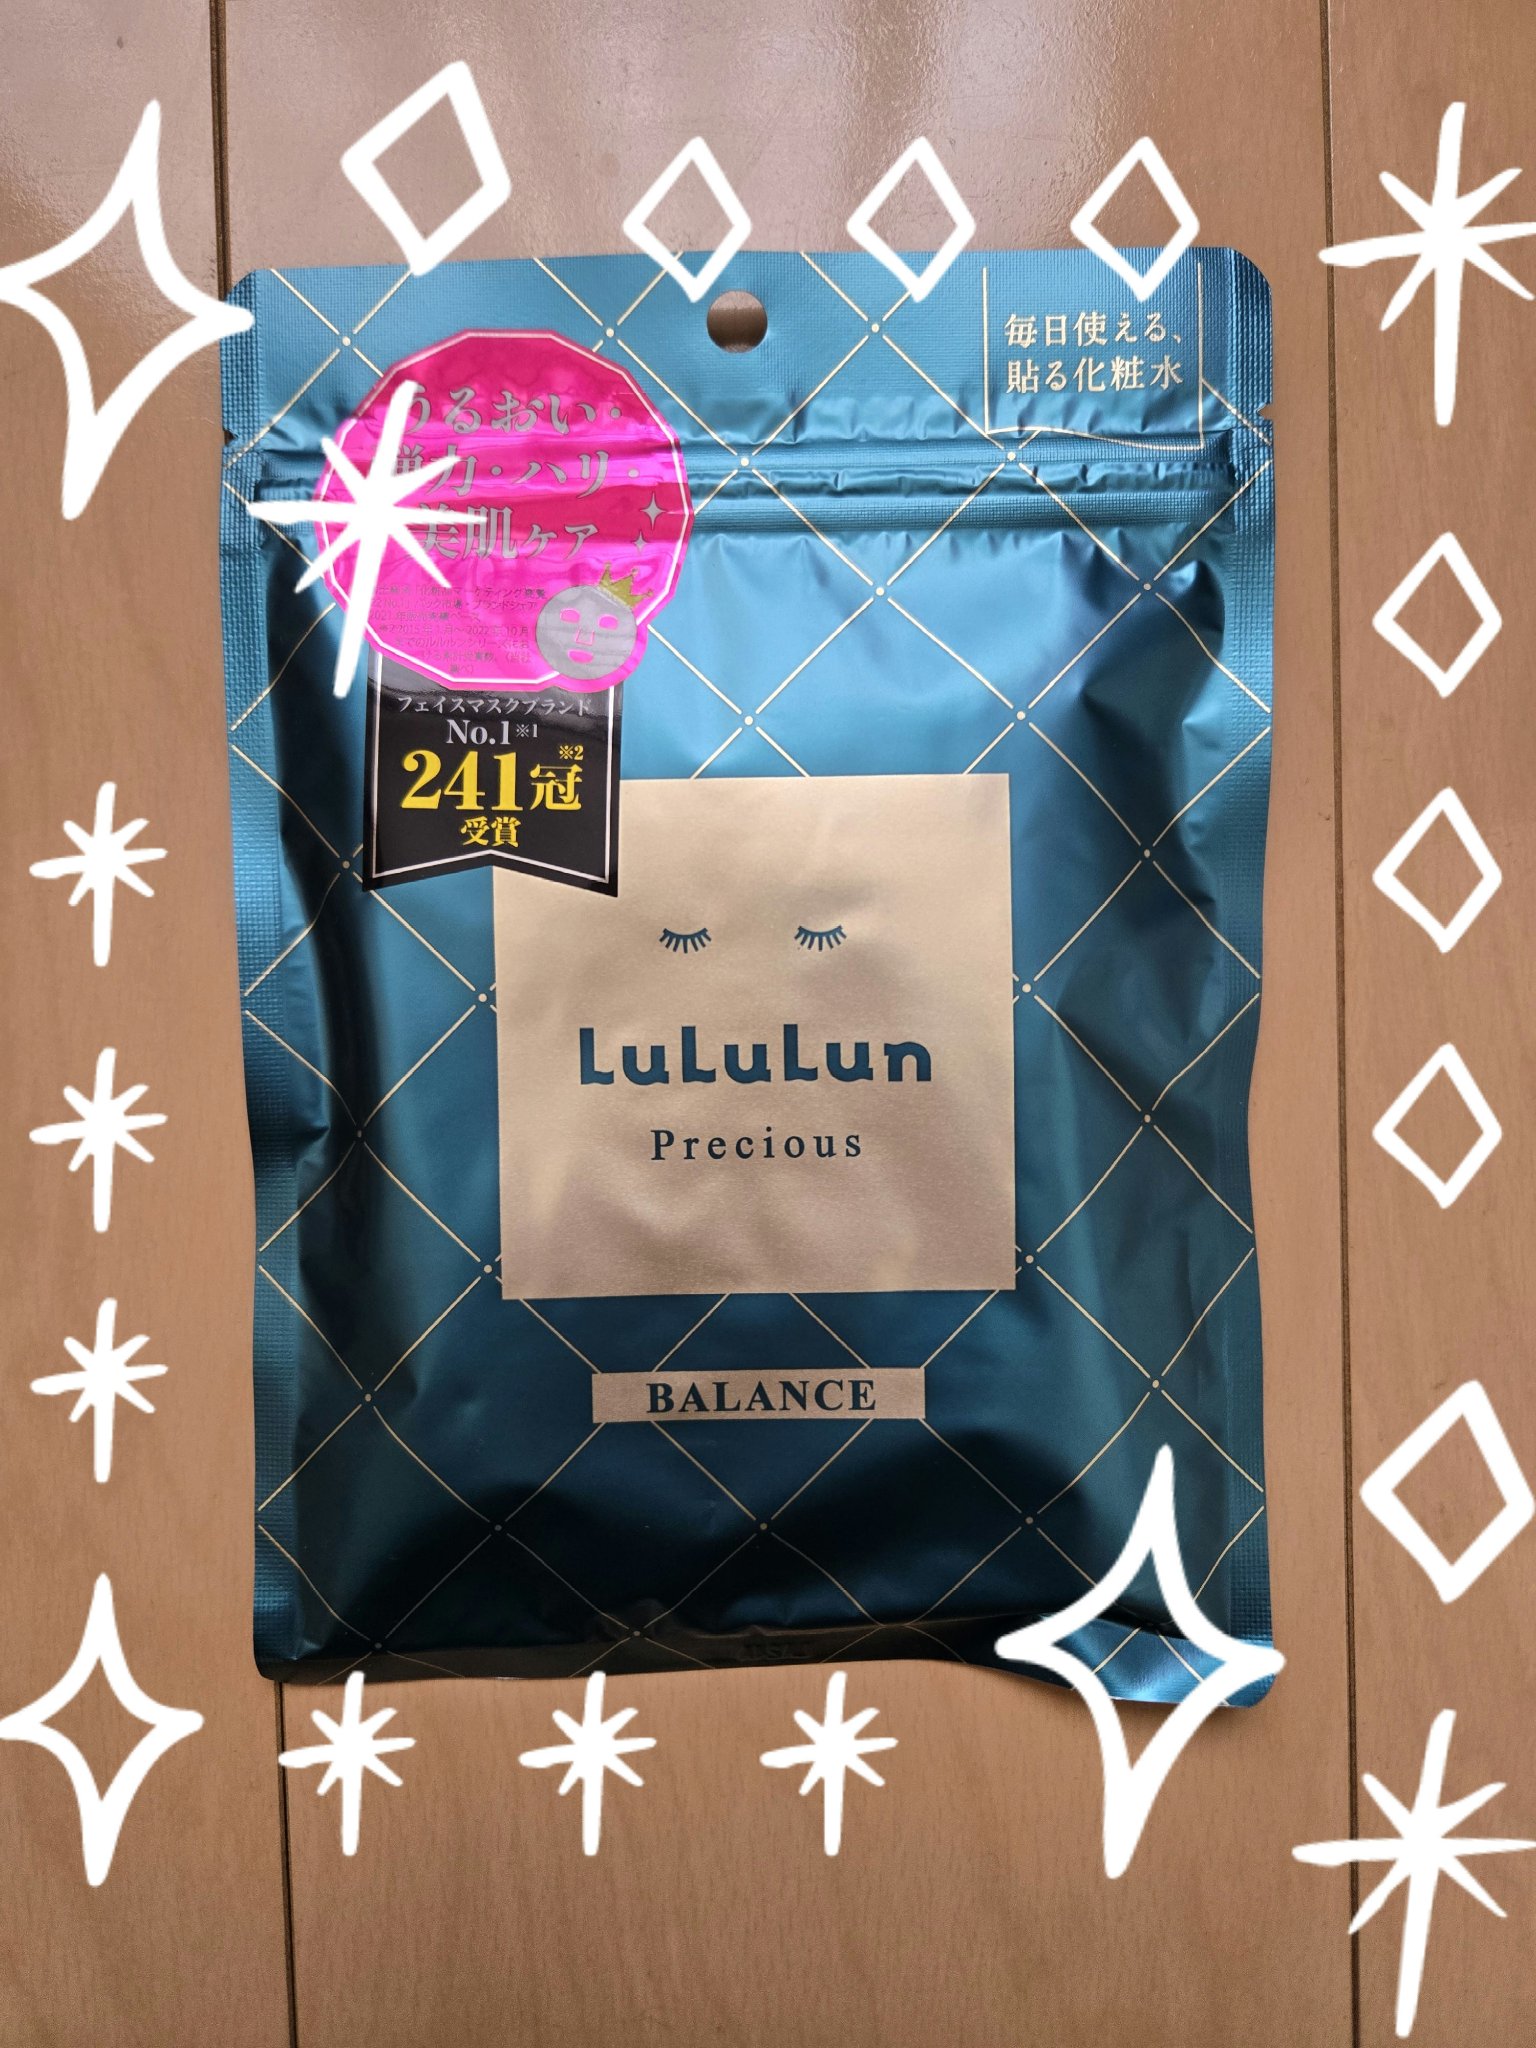 毎日使える、
貼る化粧水
うるおい・
弾力・ハリ・
美肌ケア
フェイスマスクブランド
No.1※1
241冠※2
受賞
LuLuLun
Precious
BALANCE